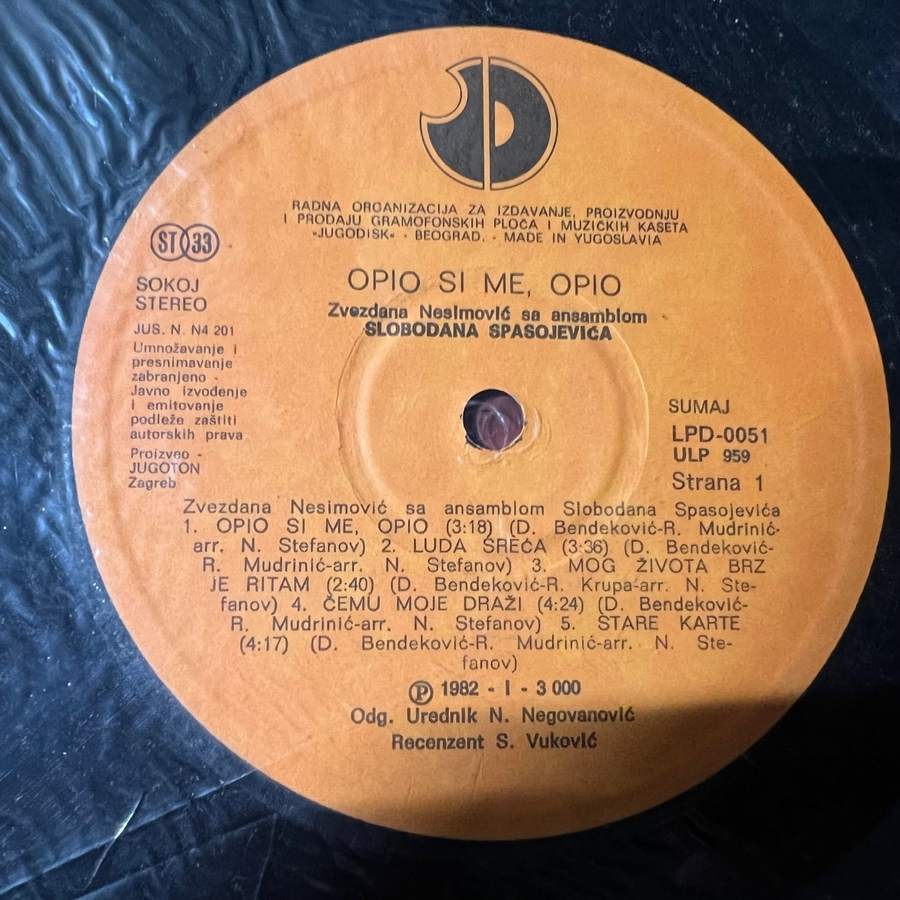 RADNA ORGANIZACIJA ZA IZDAVANJE, PROIZVODNJU
I PRODAJU GRAMOFONSKIH PLOČA I MUZIČKIH KASETA
»JUGODISK« - BEOGRAD. - MADE IN YUGOSLAVIA
ST 33
SOKOJ
STEREO
JUS. N. N4 201
Umnožavanje i
presnimavanje
zabranjeno -
Javno izvođenje
i emitovanje
podleže zaštiti
autorskih prava
Proizveo -
JUGOTON
Zagreb
OPIO SI ME, OPIO
Zvezdana Nesimović sa ansamblom
SLOBODANA SPASOJEVIĆA
SUMAJ
LPD-0051
ULP 959
Strana 1
Zvezdana Nesimović sa ansamblom Slobodana Spasojevića
1. OPIO SI ME, OPIO (3:18) (D. Bendeković-R. Mudrinić-
arr. N. Stefanov) 2. LUDA SREĆA (3:36) (D. Bendeković-
R. Mudrinić-arr. N. Stefanov) 3. MOG ŽIVOTA BRZ
JE RITAM (2:40) (D. Bendeković-R. Krupa-arr. N. Ste-
fanov) 4. ČEMU MOJE DRAŽI (4:24) (D. Bendeković-
R. Mudrinić-arr. N. Stefanov) 5. STARE KARTE
(4:17) (D. Bendeković-R. Mudrinić-arr. N. Ste-
fanov)
Ⓟ 1982 - I - 3 000
Odg. Urednik N. Negovanović
Recenzent S. Vuković